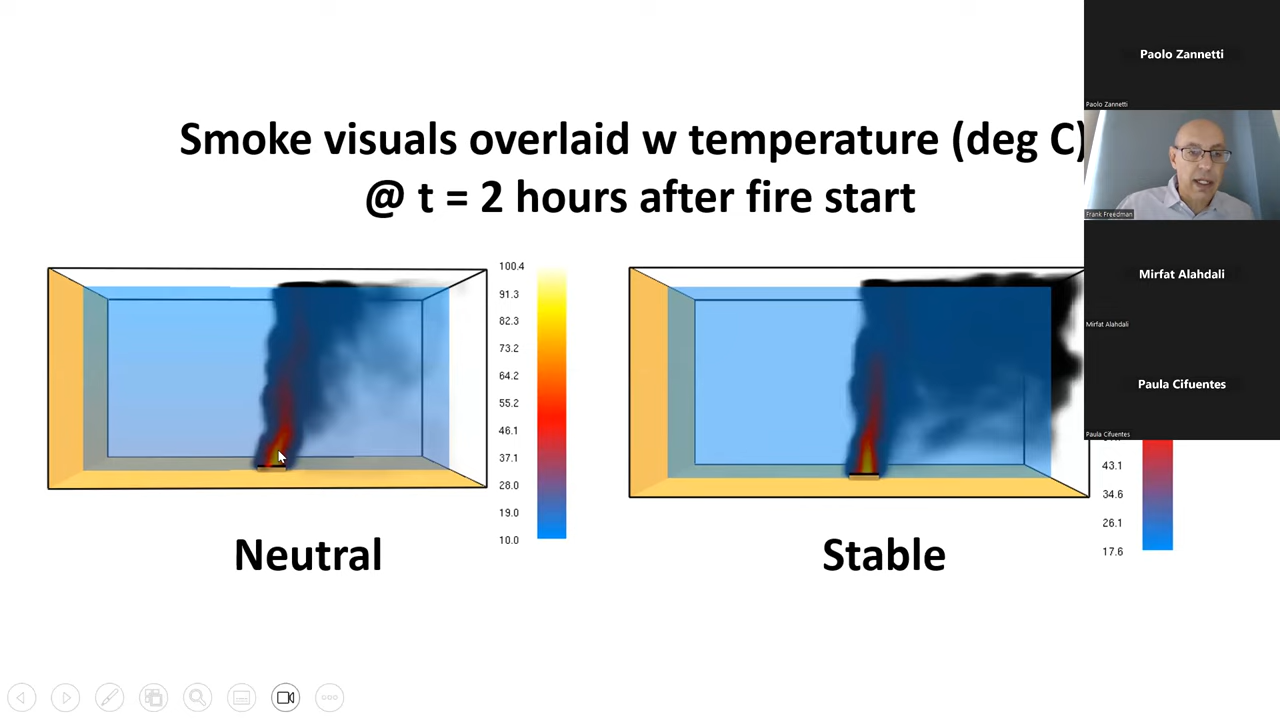 Smoke visuals overlaid w temperature (deg C)
@ t = 2 hours after fire start
100.4
91.3
82.3
73.2
64.2
55.2
46.1
37.1
28.0
19.0
10.0
43.1
34.6
26.1
17.6
Neutral
Stable
Paolo Zannetti
Paolo Zannetti
Frank Freedman
Mirfat Alahdali
Mirfat Alahdali
Paula Cifuentes
Paula Cifuentes